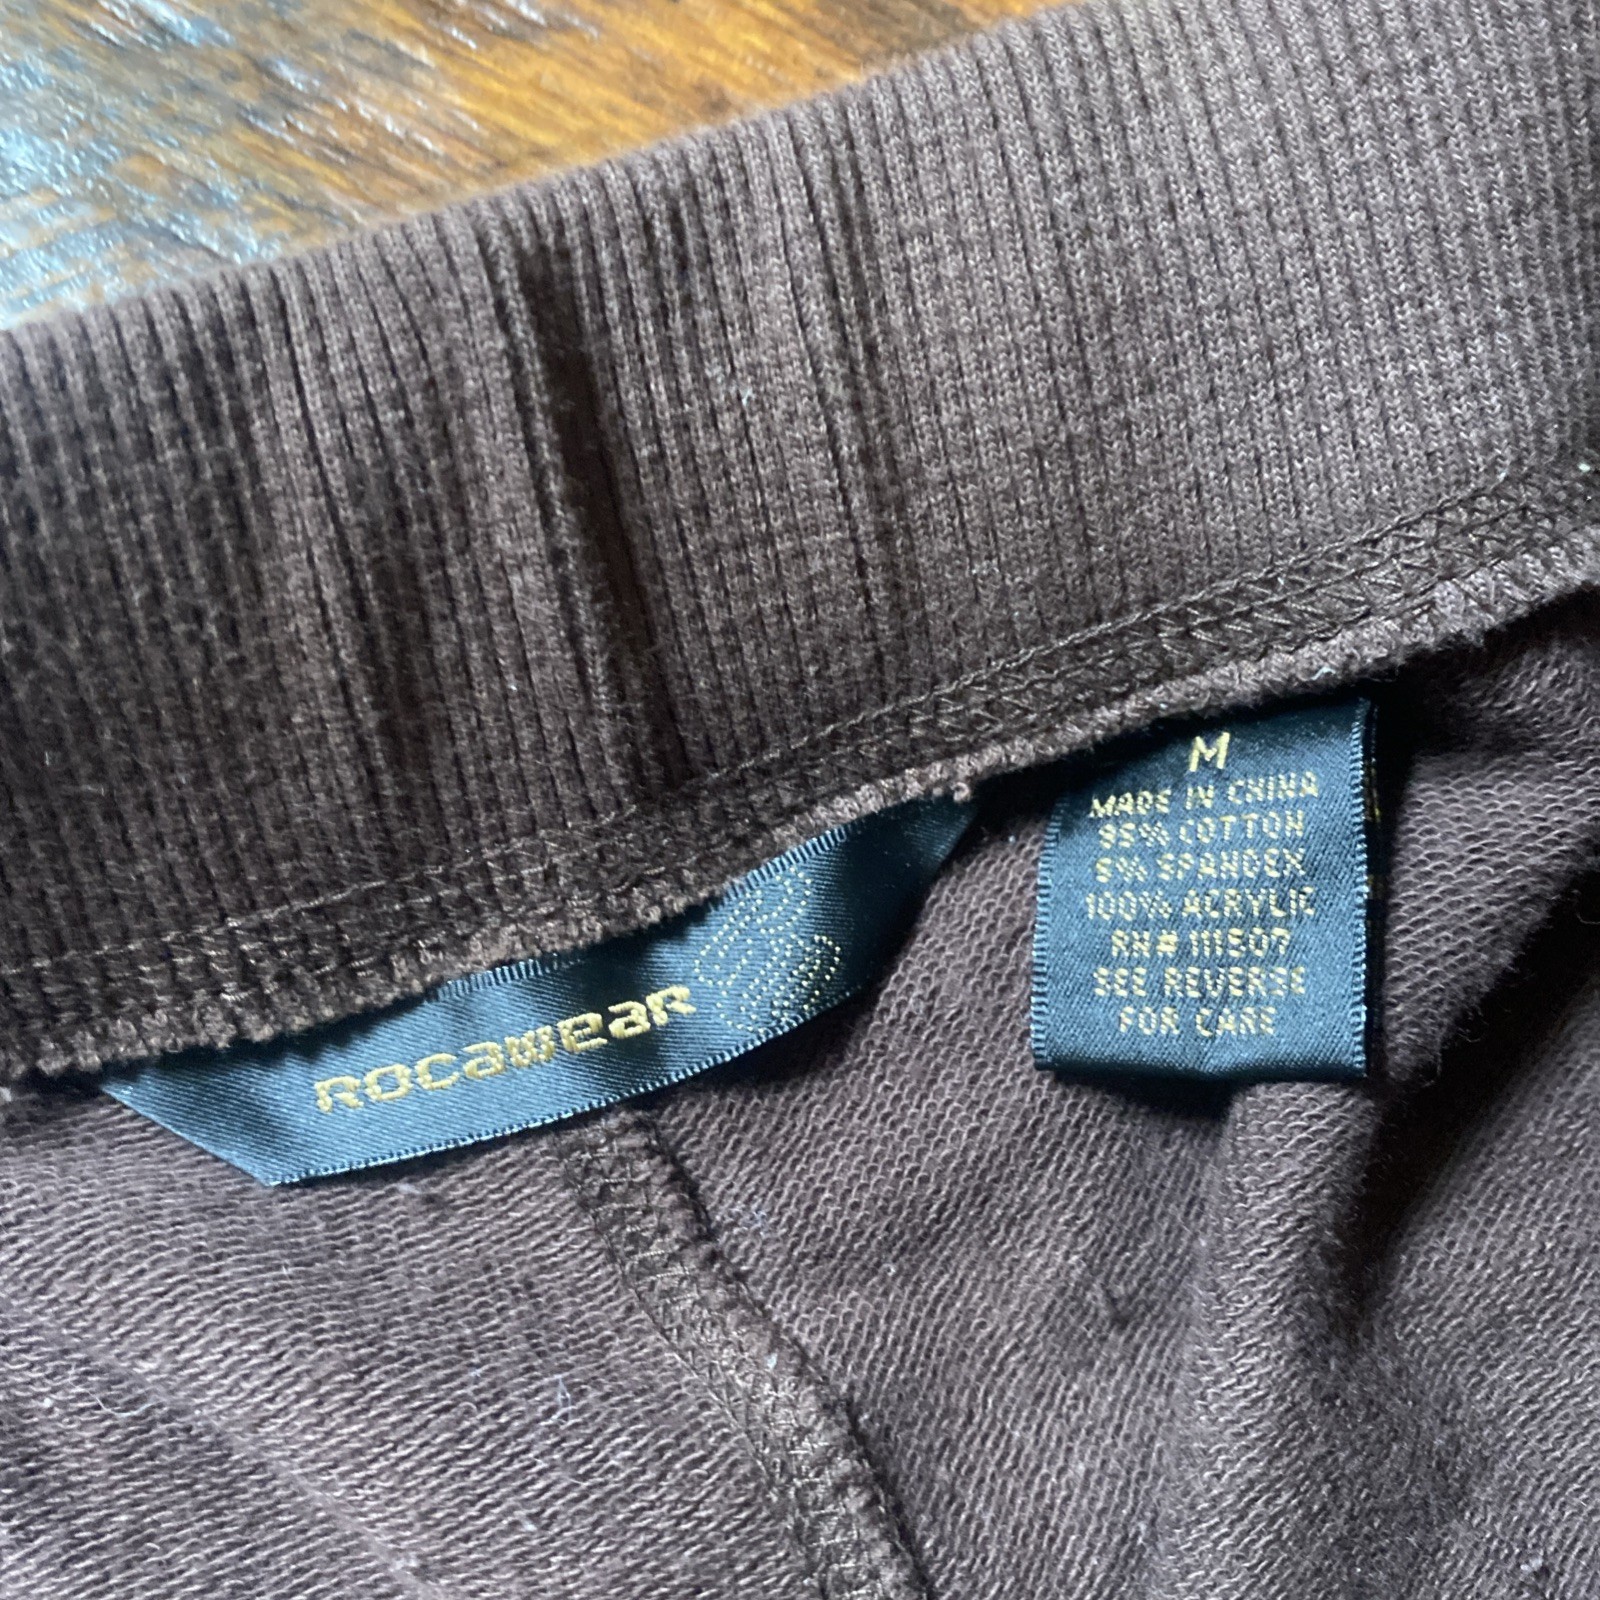 ROCAWEAR
M
MADE IN CHINA
95% COTTON
5% SPANDEX
100% ACRYLIC
RN# 111507
SEE REVERSE
FOR CARE